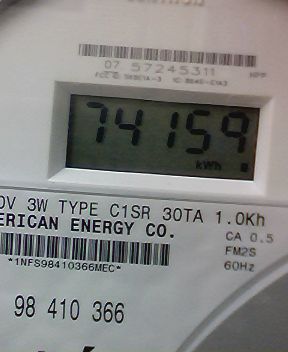 07 57245311
74159
kWh
0V 3W TYPE C1SR 30TA 1.0Kh
ERICAN ENERGY CO.
CA 0.5
FM2S
60Hz
*1NFS98410366MEC*
98 410 366